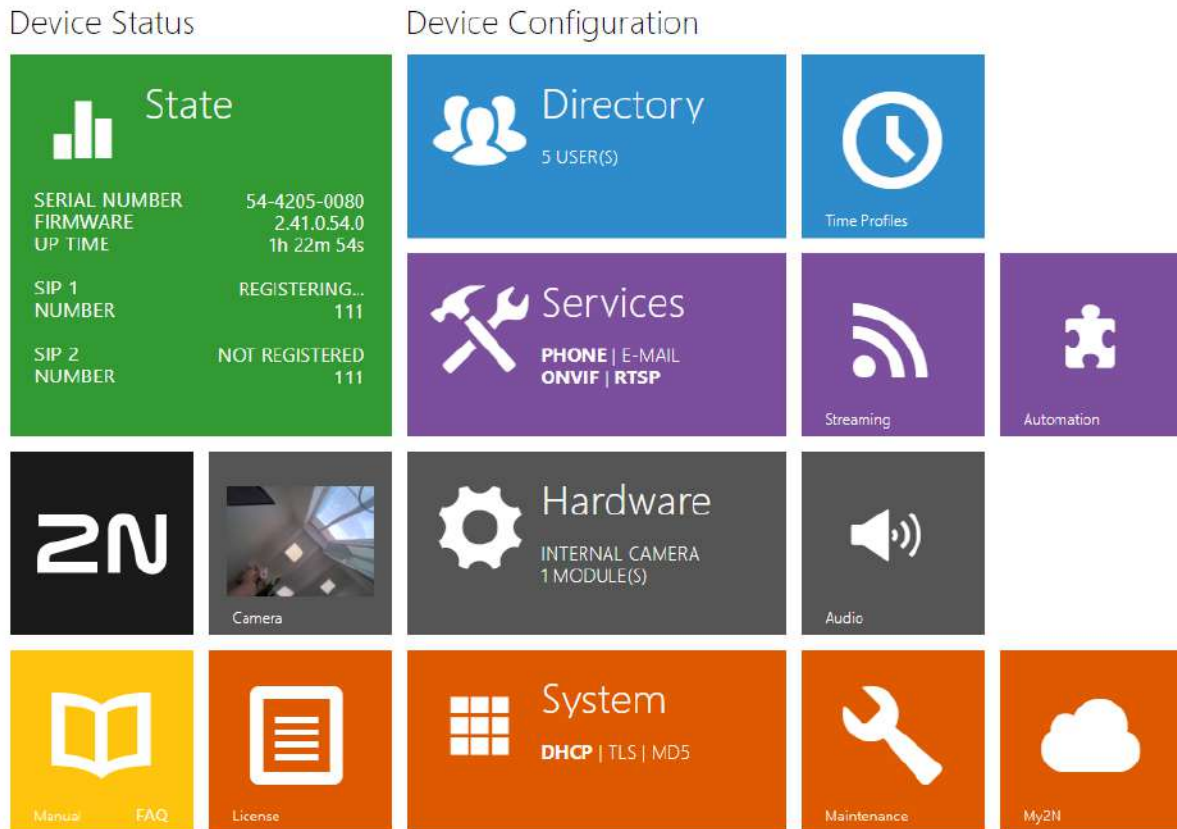 Device Status
Device Configuration
State
SERIAL NUMBER 54-4205-0080
FIRMWARE 2.41.0.54.0
UP TIME 1h 22m 54s
SIP 1 REGISTERING...
NUMBER 111
SIP 2 NOT REGISTERED
NUMBER 111
Directory
5 USER(S)
Time Profiles
Services
PHONE | E-MAIL
ONVIF | RTSP
Streaming
Automation
2N
Camera
Hardware
INTERNAL CAMERA
1 MODULE(S)
Audio
Manual FAQ
License
System
DHCP | TLS | MD5
Maintenance
My2N